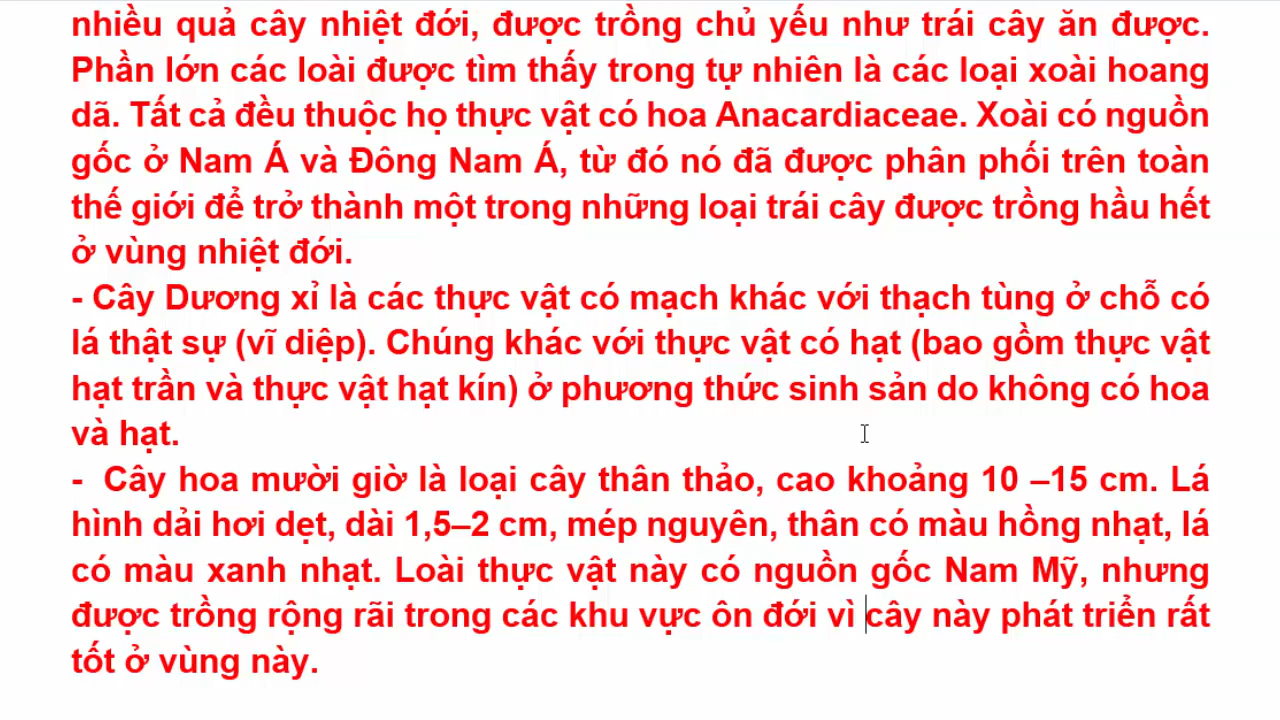 nhiều quả cây nhiệt đới, được trồng chủ yếu như trái cây ăn được.
Phần lớn các loài được tìm thấy trong tự nhiên là các loại xoài hoang
dã. Tất cả đều thuộc họ thực vật có hoa Anacardiaceae. Xoài có nguồn
gốc ở Nam Á và Đông Nam Á, từ đó nó đã được phân phối trên toàn
thế giới để trở thành một trong những loại trái cây được trồng hầu hết
ở vùng nhiệt đới.
- Cây Dương xỉ là các thực vật có mạch khác với thạch tùng ở chỗ có
lá thật sự (vĩ diệp). Chúng khác với thực vật có hạt (bao gồm thực vật
hạt trần và thực vật hạt kín) ở phương thức sinh sản do không có hoa
và hạt.
-  Cây hoa mười giờ là loại cây thân thảo, cao khoảng 10 –15 cm. Lá
hình dải hơi dẹt, dài 1,5–2 cm, mép nguyên, thân có màu hồng nhạt, lá
có màu xanh nhạt. Loài thực vật này có nguồn gốc Nam Mỹ, nhưng
được trồng rộng rãi trong các khu vực ôn đới vì cây này phát triển rất
tốt ở vùng này.